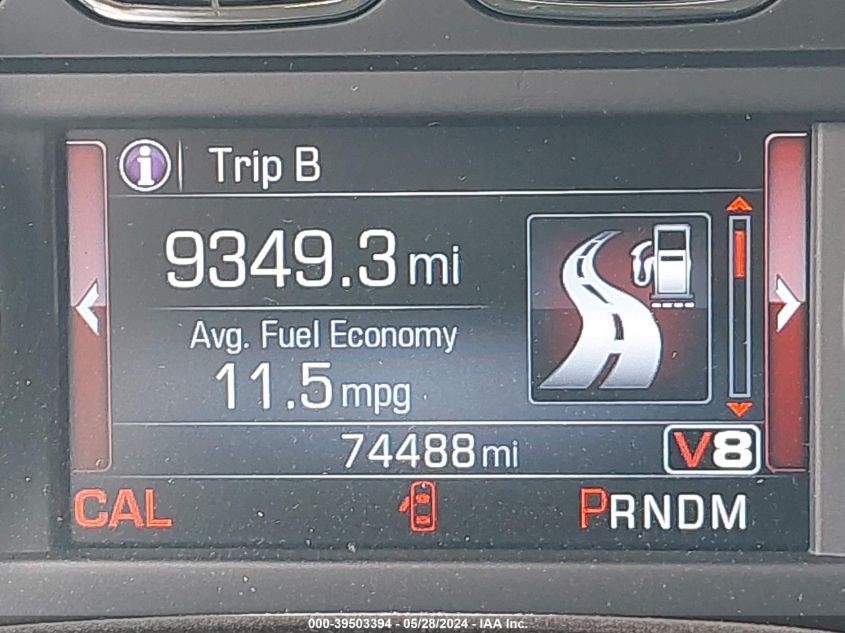 i Trip B
9349.3 mi
Avg. Fuel Economy
11.5 mpg
74488 mi V8
CAL PRNDM
000-39503394 - 05/28/2024 - IAA Inc.